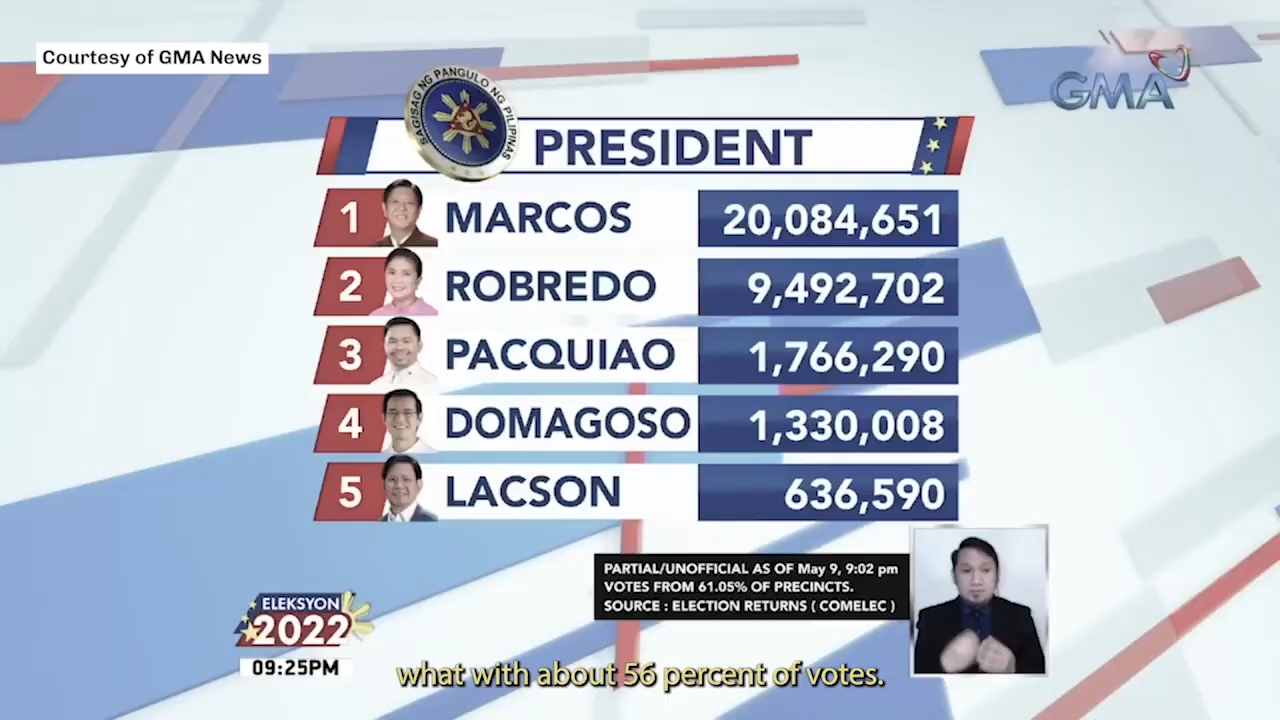 Courtesy of GMA News
GMA
SAGISAG NG PANGULO NG PILIPINAS
PRESIDENT
1 MARCOS 20,084,651
2 ROBREDO 9,492,702
3 PACQUIAO 1,766,290
4 DOMAGOSO 1,330,008
5 LACSON 636,590
PARTIAL/UNOFFICIAL AS OF May 9, 9:02 pm
VOTES FROM 61.05% OF PRECINCTS.
SOURCE : ELECTION RETURNS ( COMELEC )
ELEKSYON
2022
09:25PM
what with about 56 percent of votes.